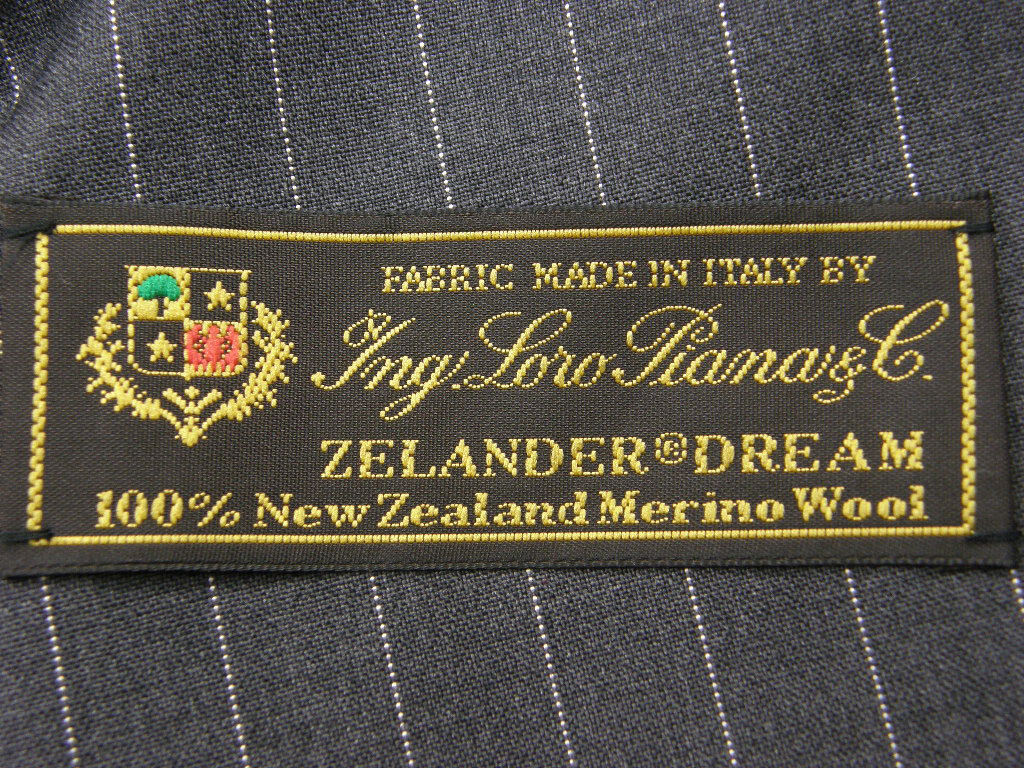 FABRIC MADE IN ITALY BY
Ing. Loro Piana & C.
ZELANDER® DREAM
100% New Zealand Merino Wool